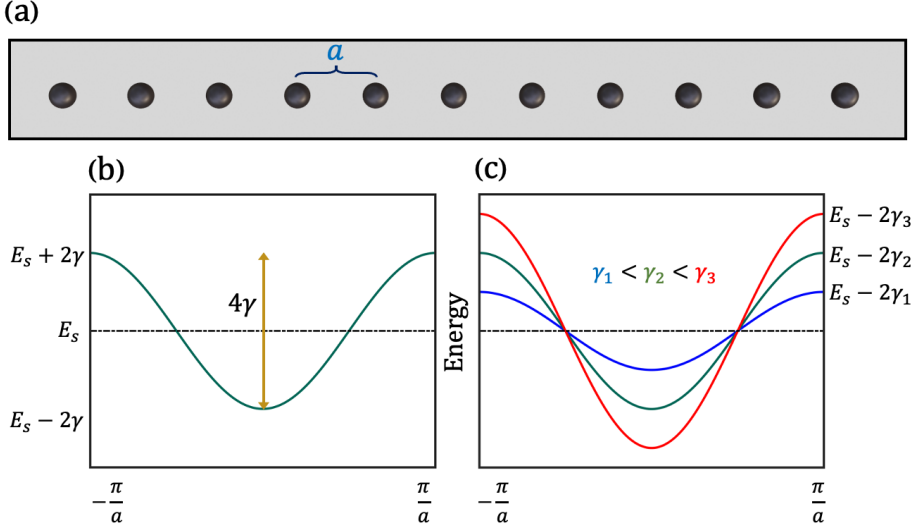 (a)
a
(b)
(c)
E_s + 2γ
E_s
E_s − 2γ
4γ
−π/a
π/a
Energy
γ_1 < γ_2 < γ_3
E_s − 2γ_3
E_s − 2γ_2
E_s − 2γ_1
−π/a
π/a